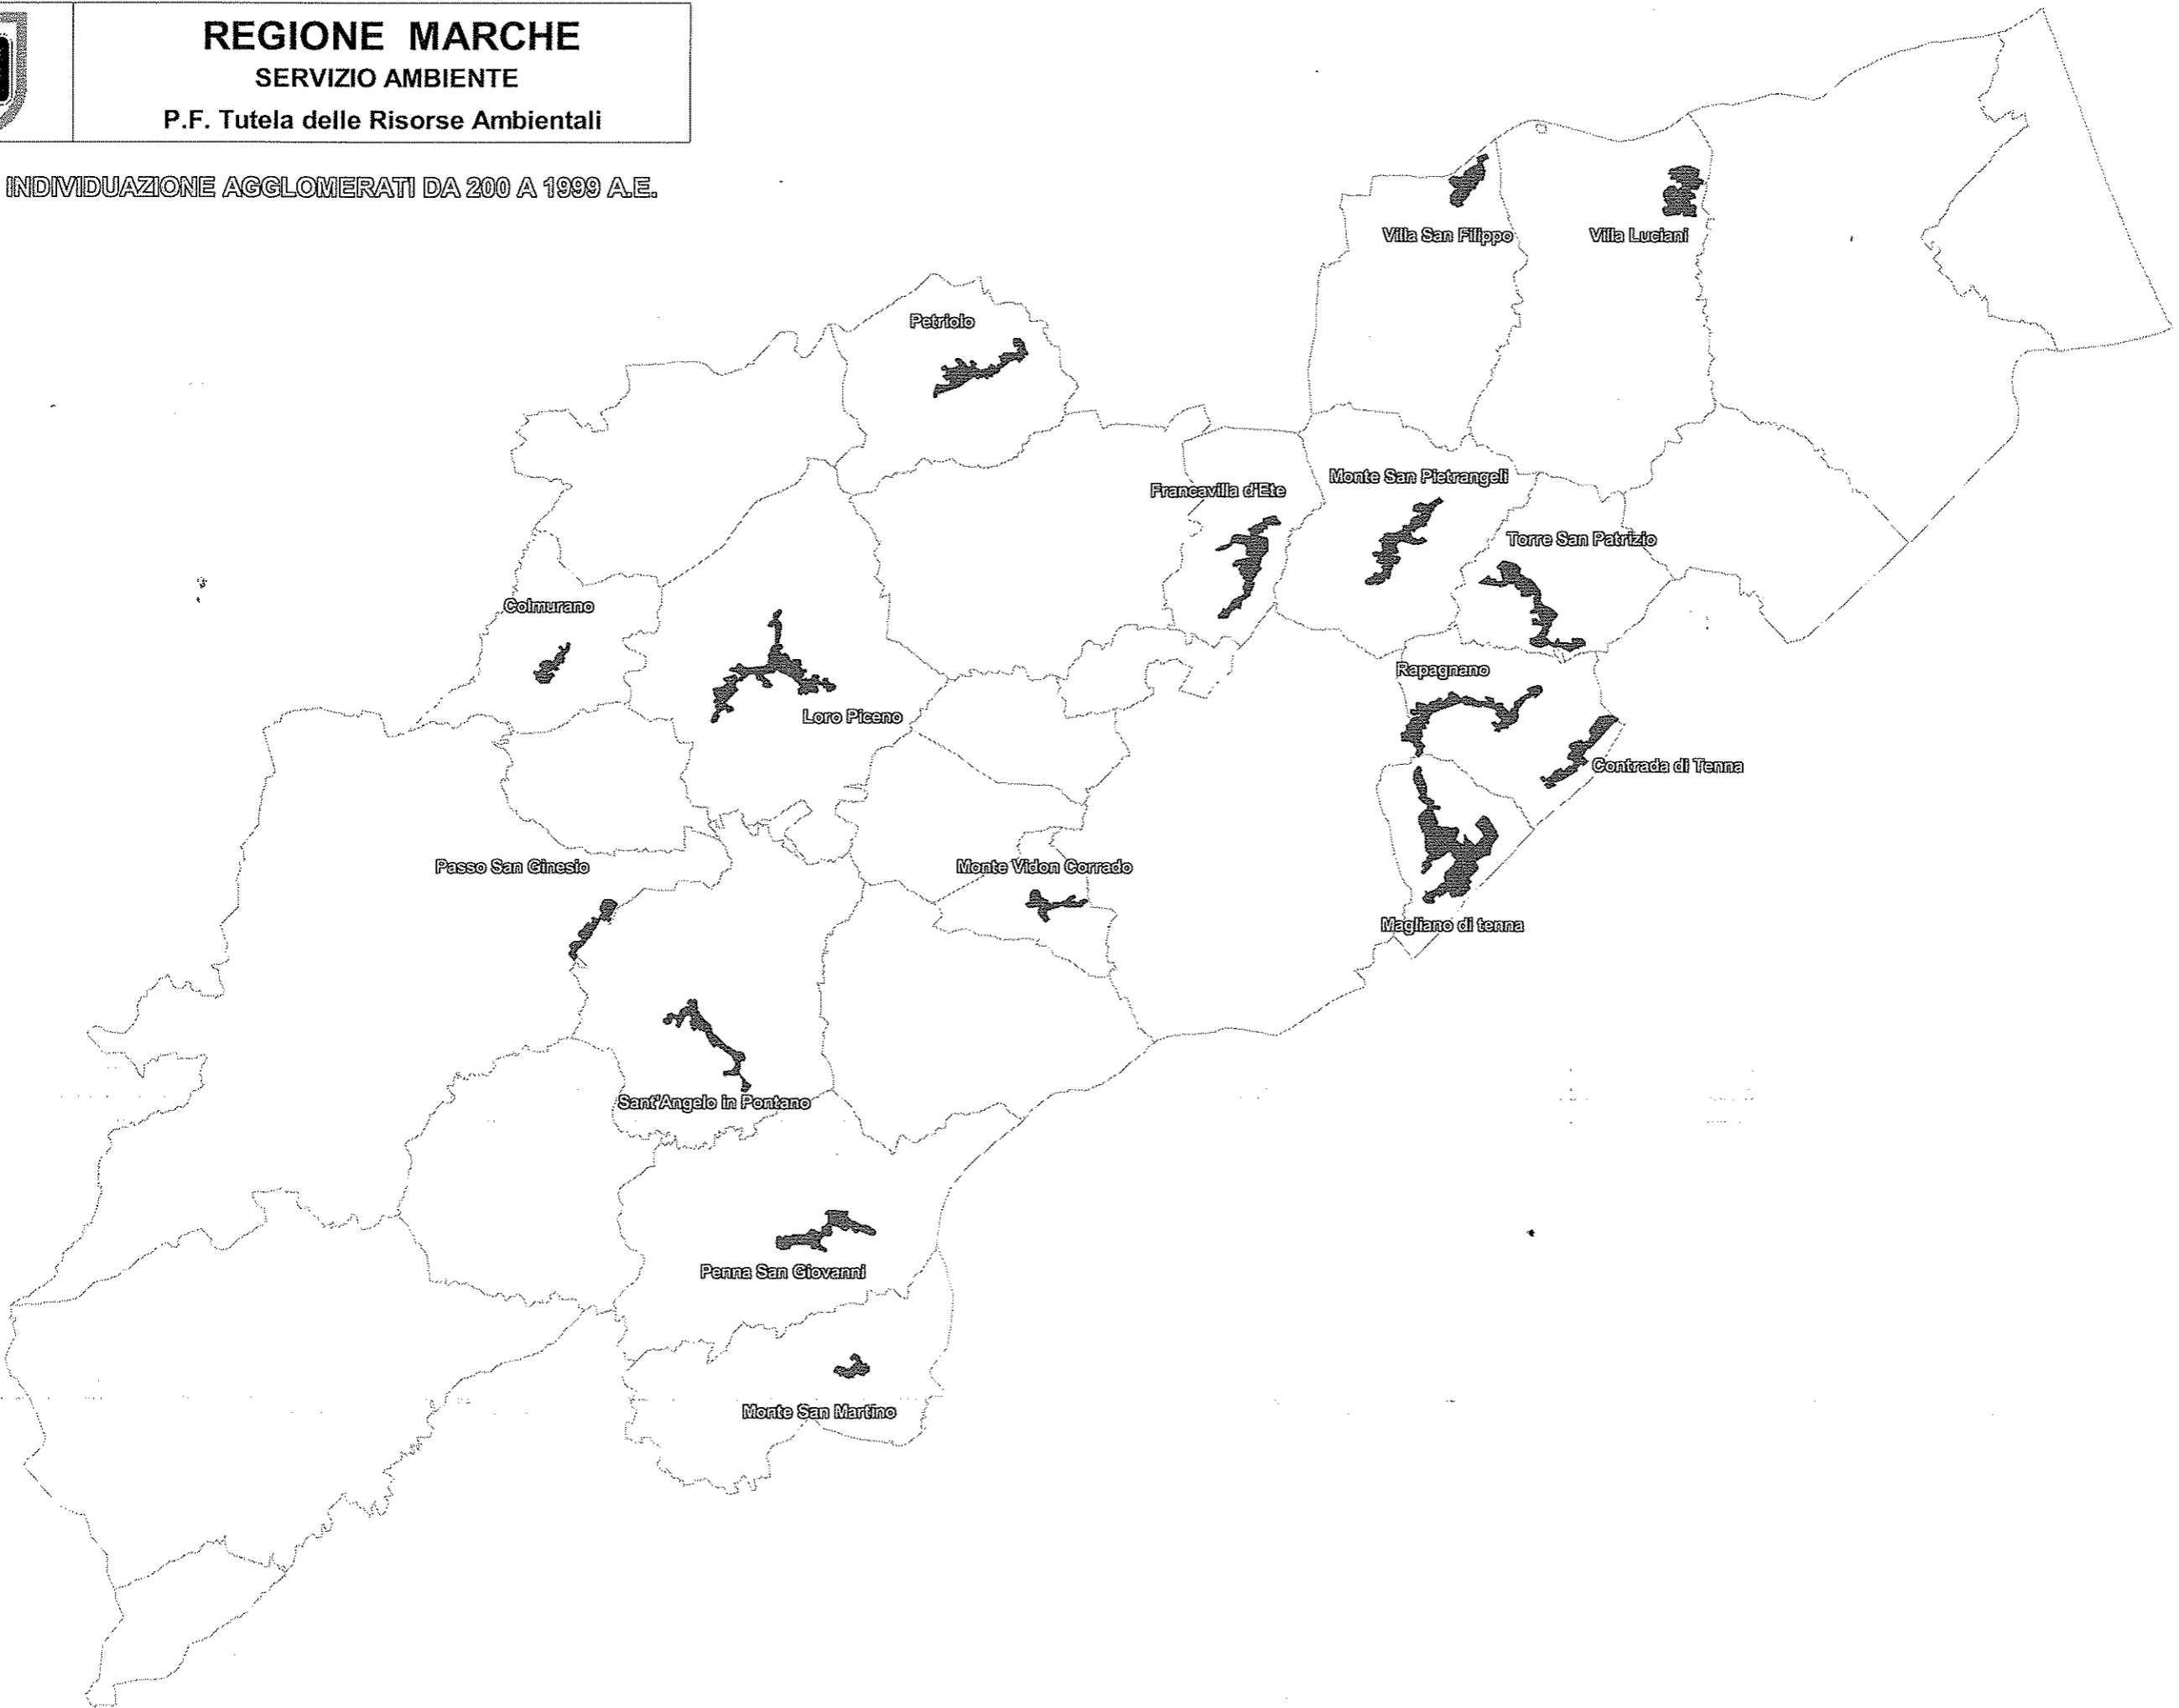 REGIONE MARCHE
SERVIZIO AMBIENTE
P.F. Tutela delle Risorse Ambientali
INDIVIDUAZIONE AGGLOMERATI DA 200 A 1999 A.E.
Villa San Filippo
Villa Luciani
Petriolo
Monte San Pietrangeli
Francavilla d'Ete
Torre San Patrizio
Colmurano
Rapagnano
Loro Piceno
Contrada di Tenna
Passo San Ginesio
Monte Vidon Corrado
Magliano di tenna
Sant'Angelo in Pontano
Penna San Giovanni
Monte San Martino